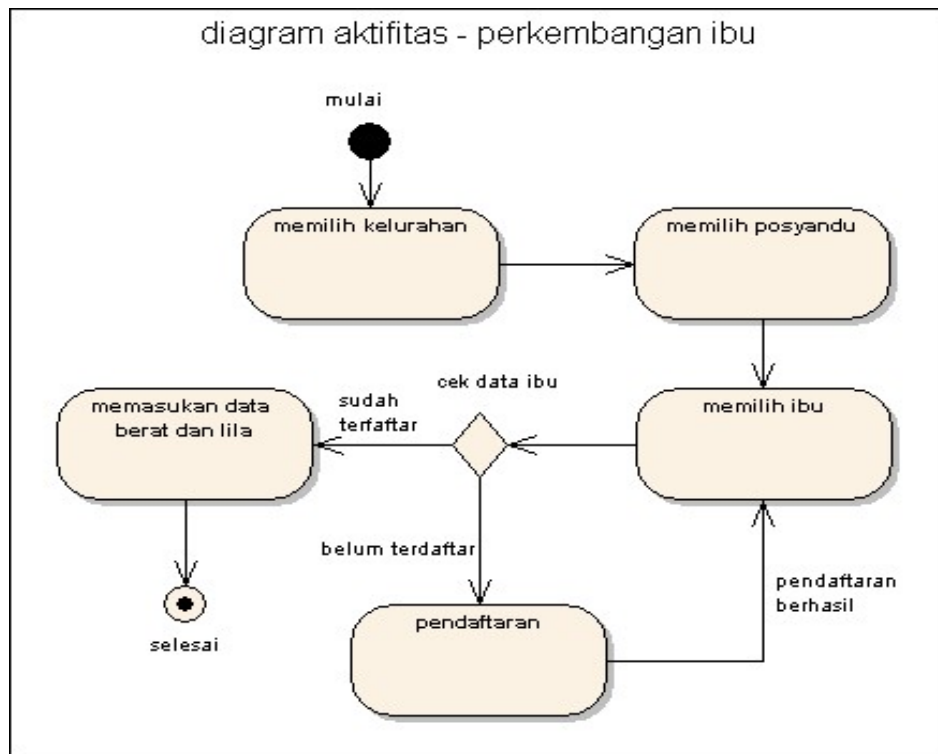 diagram aktifitas - perkembangan ibu
mulai
memilih kelurahan
memilih posyandu
cek data ibu
memilih ibu
sudah
terfaftar
memasukan data
berat dan lila
belum terdaftar
pendaftaran
berhasil
pendaftaran
selesai